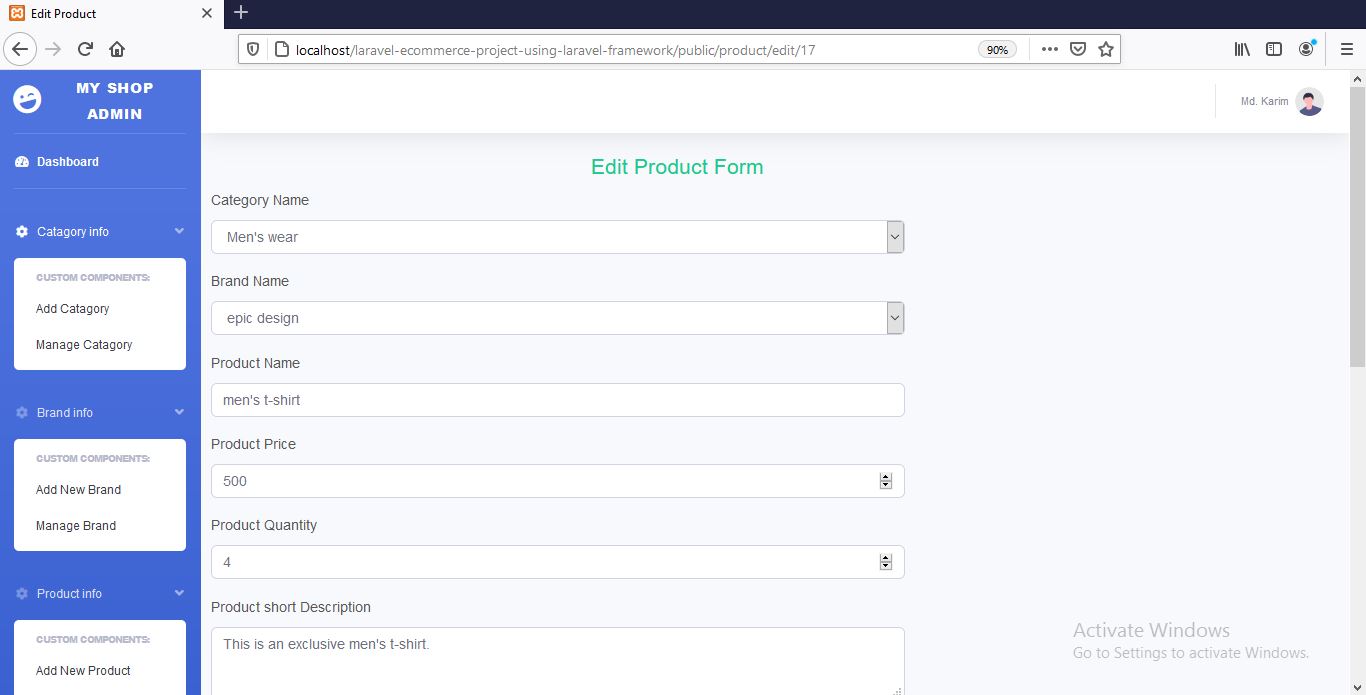 Edit Product
localhost/laravel-ecommerce-project-using-laravel-framework/public/product/edit/17
90%
MY SHOP
ADMIN
Md. Karim
Dashboard
Catagory info
CUSTOM COMPONENTS:
Add Catagory
Manage Catagory
Brand info
CUSTOM COMPONENTS:
Add New Brand
Manage Brand
Product info
CUSTOM COMPONENTS:
Add New Product
Edit Product Form
Category Name
Men's wear
Brand Name
epic design
Product Name
men's t-shirt
Product Price
500
Product Quantity
4
Product short Description
This is an exclusive men's t-shirt.
Activate Windows
Go to Settings to activate Windows.